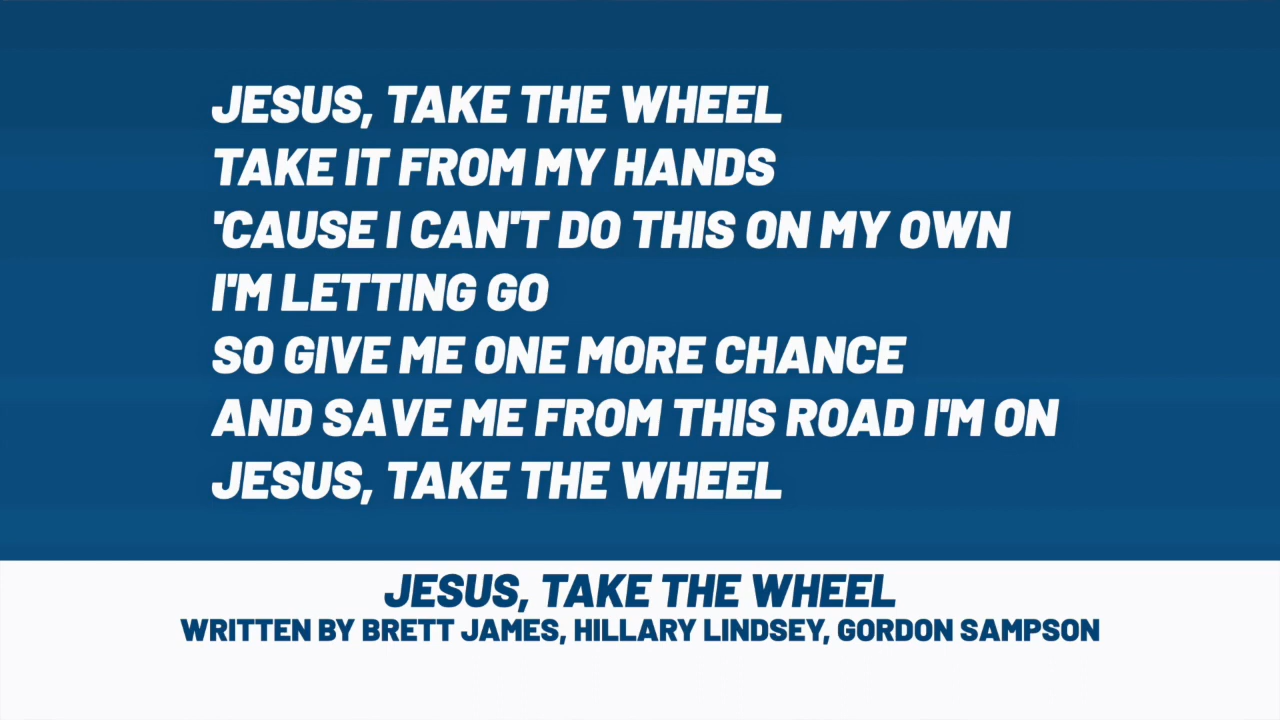 JESUS, TAKE THE WHEEL
TAKE IT FROM MY HANDS
'CAUSE I CAN'T DO THIS ON MY OWN
I'M LETTING GO
SO GIVE ME ONE MORE CHANCE
AND SAVE ME FROM THIS ROAD I'M ON
JESUS, TAKE THE WHEEL
JESUS, TAKE THE WHEEL
WRITTEN BY BRETT JAMES, HILLARY LINDSEY, GORDON SAMPSON